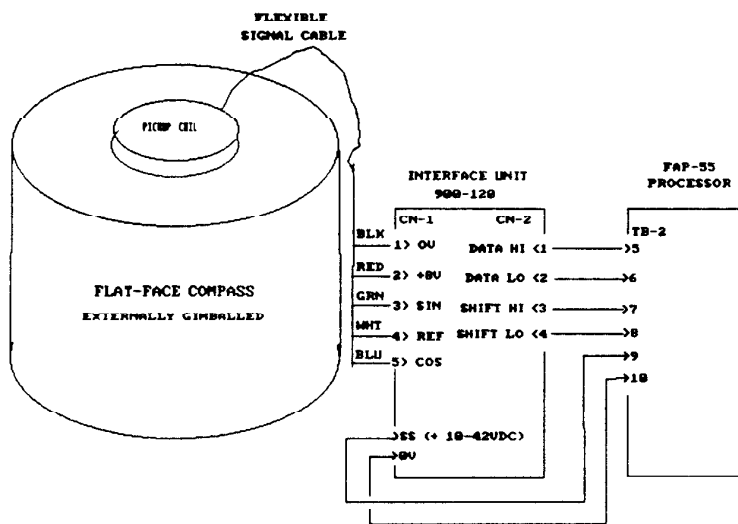 FLEXIBLE
SIGNAL CABLE
PICKUP COIL
FLAT-FACE COMPASS
EXTERNALLY GIMBALLED
INTERFACE UNIT
900-120
CN-1 CN-2
BLK 1> 0V DATA HI <1
RED 2> +8V DATA LO <2
GRN 3> SIN SHIFT HI <3
WHT 4> REF SHIFT LO <4
BLU 5> COS
>SS (+ 10-42VDC)
>0V
FAP-55
PROCESSOR
TB-2
>5
>6
>7
>8
>9
>10